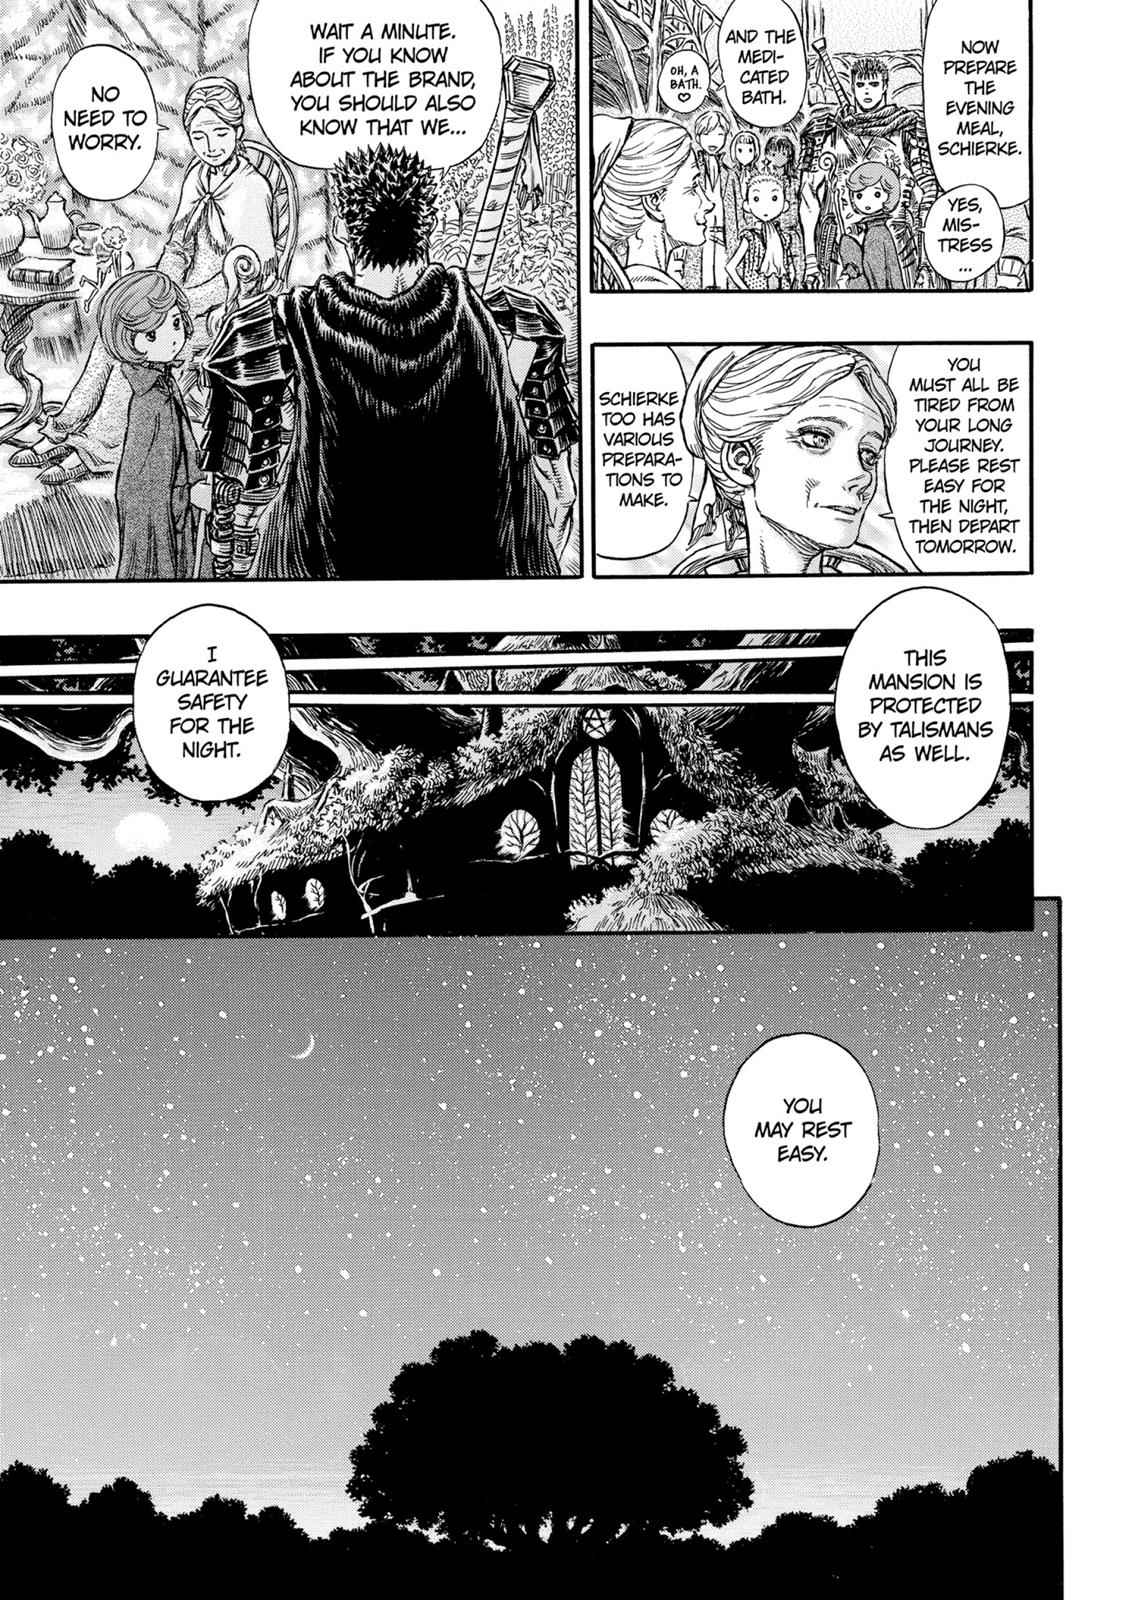 NOW
PREPARE
THE
EVENING
MEAL,
SCHIERKE.
AND THE
MEDI-
CATED
BATH.
OH, A
BATH.
♡
YES,
MIS-
TRESS
...
YOU
MUST ALL BE
TIRED FROM
YOUR LONG
JOURNEY.
PLEASE REST
EASY FOR
THE NIGHT,
THEN DEPART
TOMORROW.
SCHIERKE
TOO HAS
VARIOUS
PREPARA-
TIONS TO
MAKE.
WAIT A MINUTE.
IF YOU KNOW
ABOUT THE BRAND,
YOU SHOULD ALSO
KNOW THAT WE...
NO
NEED TO
WORRY.
THIS
MANSION IS
PROTECTED
BY TALISMANS
AS WELL.
I
GUARANTEE
SAFETY
FOR THE
NIGHT.
YOU
MAY REST
EASY.